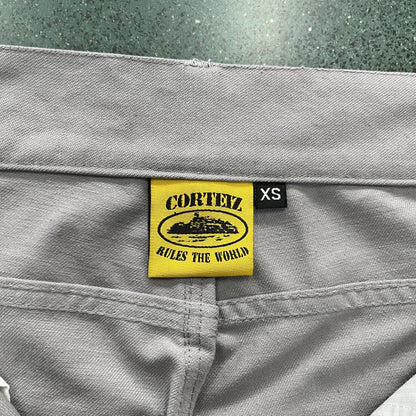 CORTEIZ
RULES THE WORLD
XS